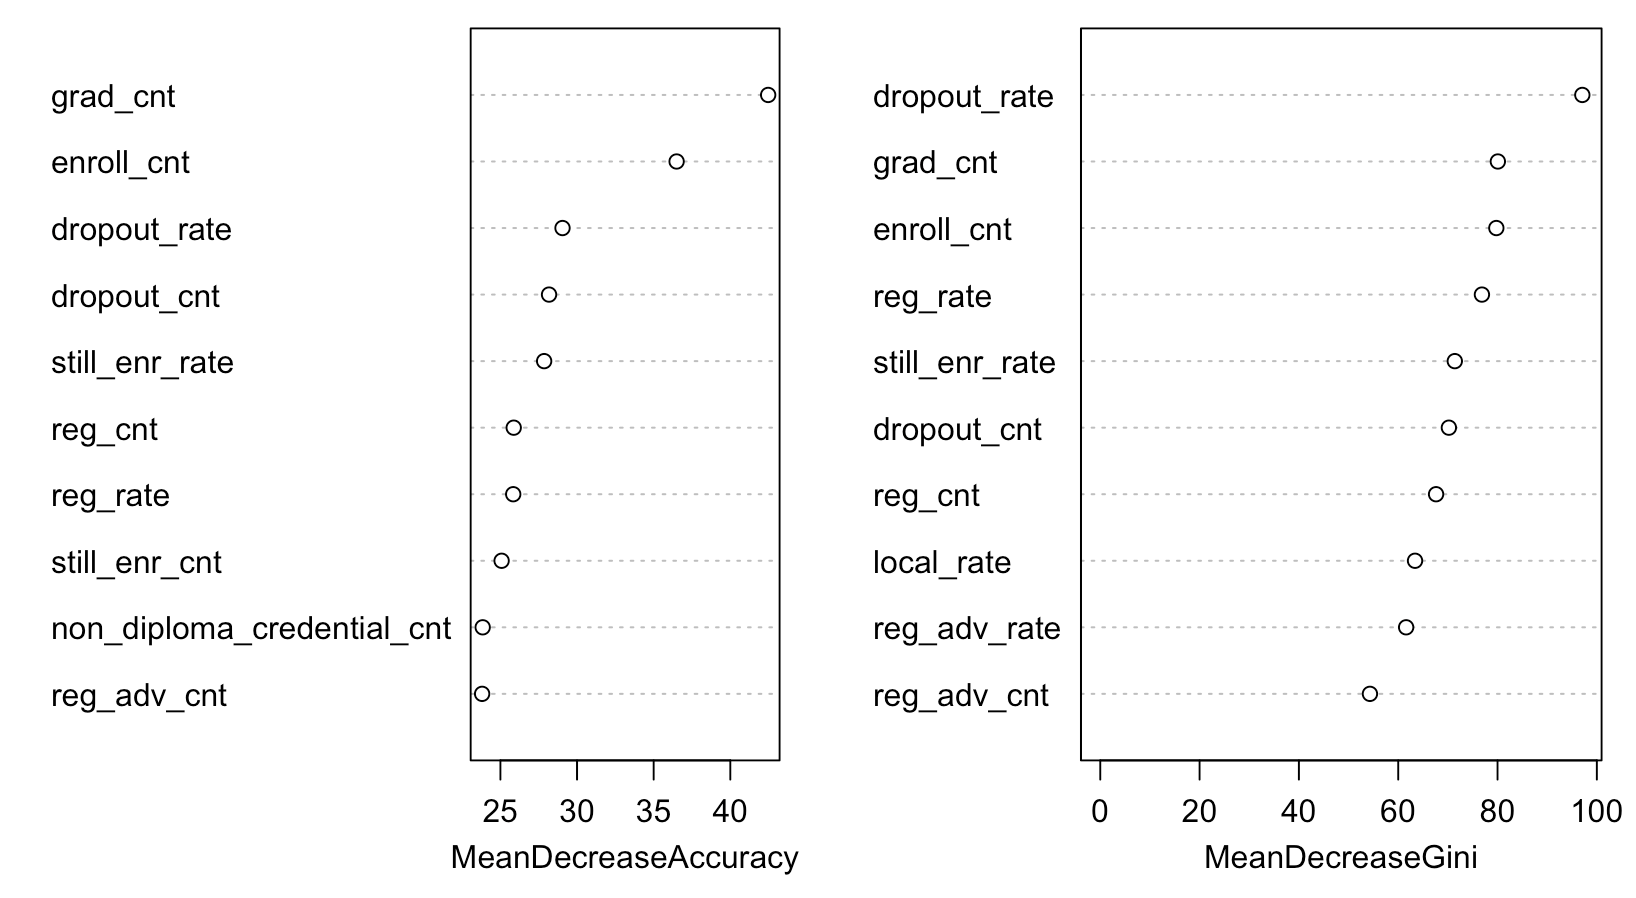 grad_cnt
enroll_cnt
dropout_rate
dropout_cnt
still_enr_rate
reg_cnt
reg_rate
still_enr_cnt
non_diploma_credential_cnt
reg_adv_cnt
25 30 35 40
MeanDecreaseAccuracy
dropout_rate
grad_cnt
enroll_cnt
reg_rate
still_enr_rate
dropout_cnt
reg_cnt
local_rate
reg_adv_rate
reg_adv_cnt
0 20 40 60 80 100
MeanDecreaseGini